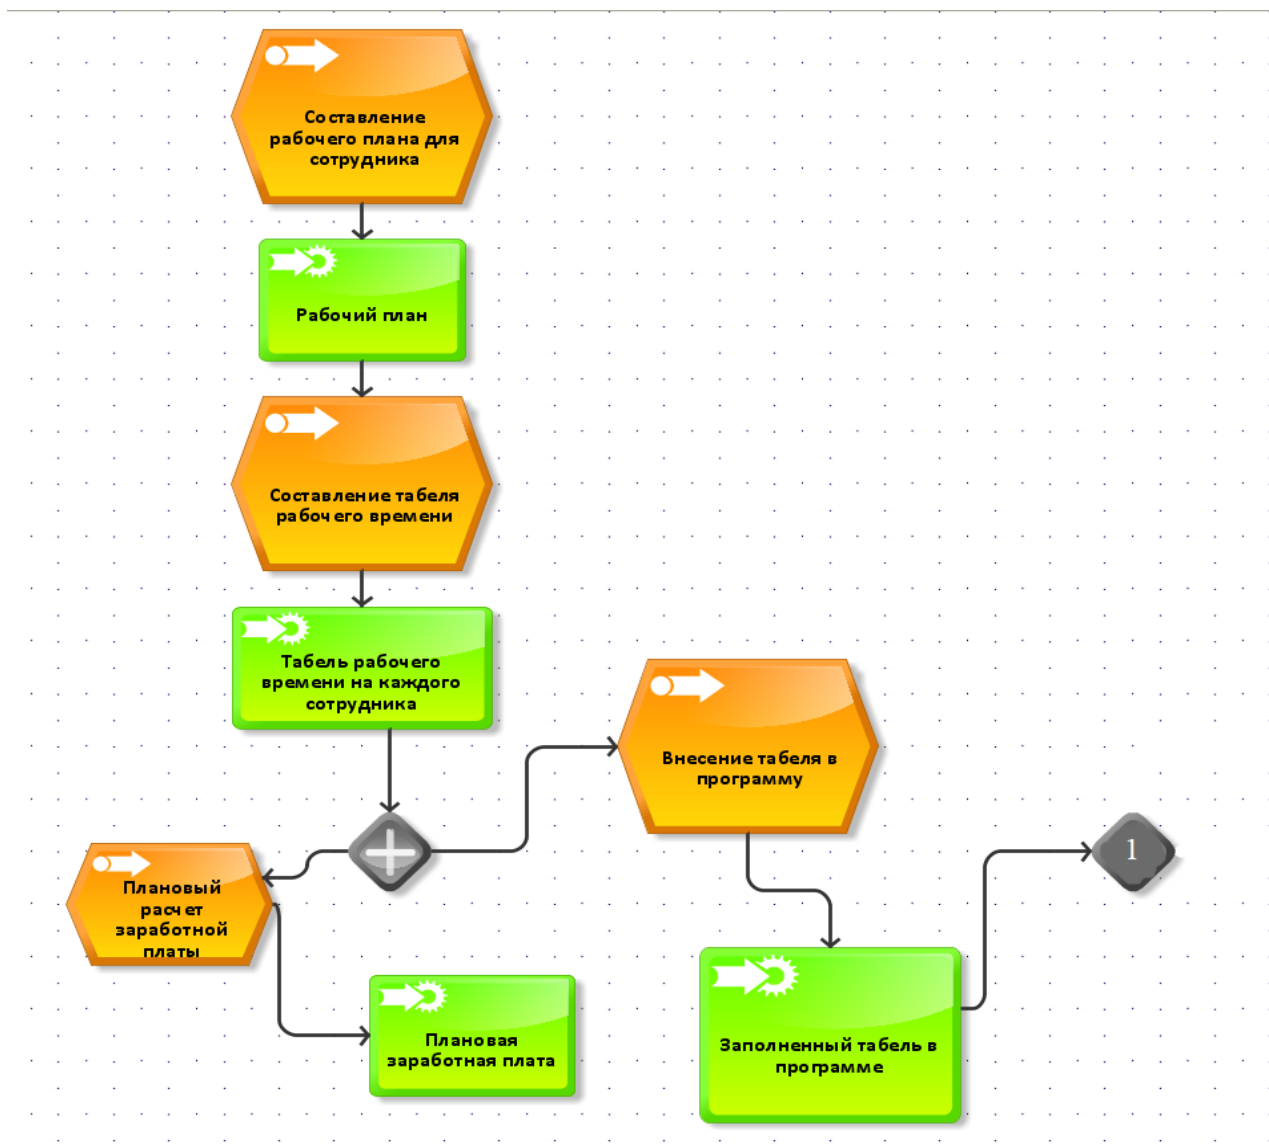 Составление
рабочего плана для
сотрудника
Рабочий план
Составление табеля
рабочего времени
Табель рабочего
времени на каждого
сотрудника
Внесение табеля в
программу
1
Плановый
расчет
заработной
платы
Плановая
заработная плата
Заполненный табель в
программе